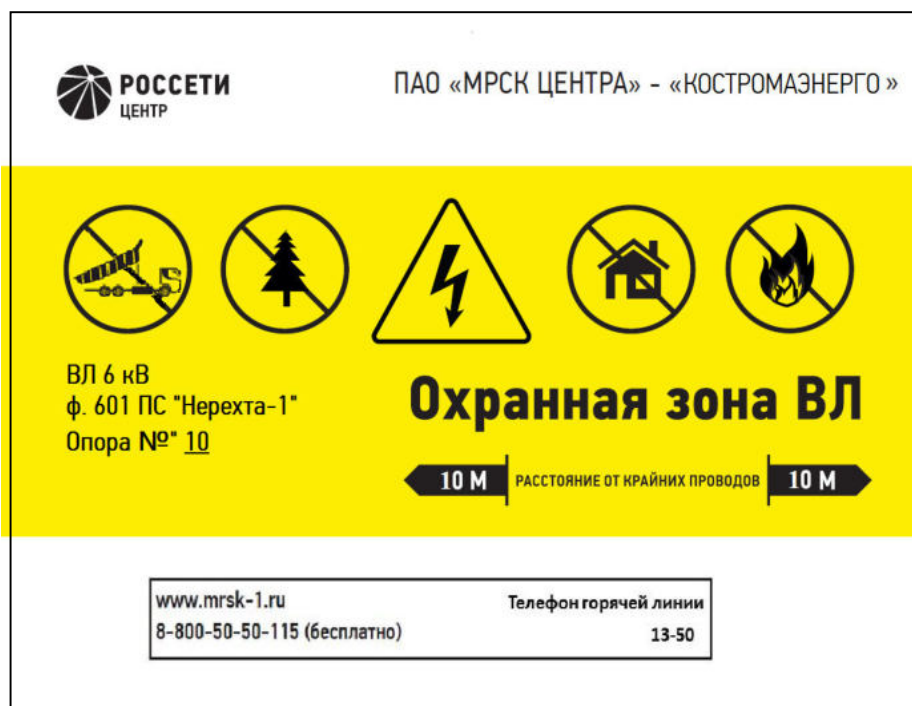 РОССЕТИ
ЦЕНТР
ПАО «МРСК ЦЕНТРА» - «КОСТРОМАЭНЕРГО »
ВЛ 6 кВ
ф. 601 ПС "Нерехта-1"
Опора №" 10
Охранная зона ВЛ
10 М РАССТОЯНИЕ ОТ КРАЙНИХ ПРОВОДОВ 10 М
www.mrsk-1.ru
8-800-50-50-115 (бесплатно)
Телефон горячей линии
13-50